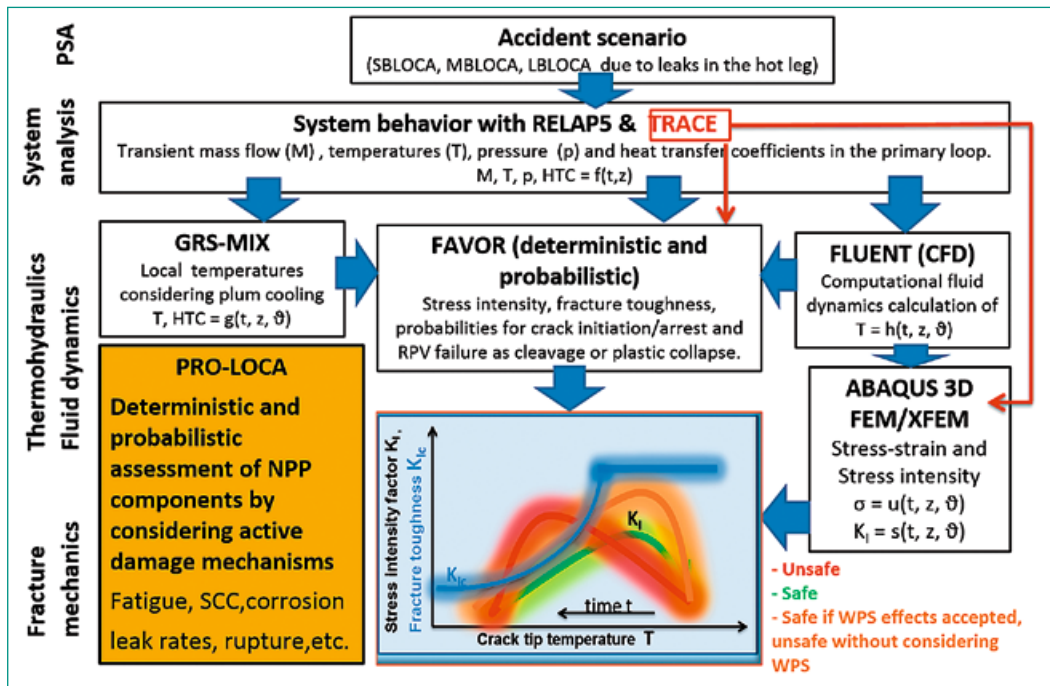 PSA
Accident scenario
(SBLOCA, MBLOCA, LBLOCA due to leaks in the hot leg)
System
analysis
System behavior with RELAP5 & TRACE
Transient mass flow (M) , temperatures (T), pressure (p) and heat transfer coefficients in the primary loop.
M, T, p, HTC = f(t,z)
Thermohydraulics
Fluid dynamics
GRS-MIX
Local temperatures
considering plum cooling
T, HTC = g(t, z, ϑ)
FAVOR (deterministic and
probabilistic)
Stress intensity, fracture toughness,
probabilities for crack initiation/arrest and
RPV failure as cleavage or plastic collapse.
FLUENT (CFD)
Computational fluid
dynamics calculation of
T = h(t, z, ϑ)
Fracture
mechanics
PRO-LOCA
Deterministic and
probabilistic
assessment of NPP
components by
considering active
damage mechanisms
Fatigue, SCC,corrosion
leak rates, rupture,etc.
Stress intensity factor K_I,
Fracture toughness K_Ic
K_Ic
K_I
time t
Crack tip temperature T
ABAQUS 3D
FEM/XFEM
Stress-strain and
Stress intensity
σ = u(t, z, ϑ)
K_I = s(t, z, ϑ)
- Unsafe
- Safe
- Safe if WPS effects accepted,
unsafe without considering
WPS